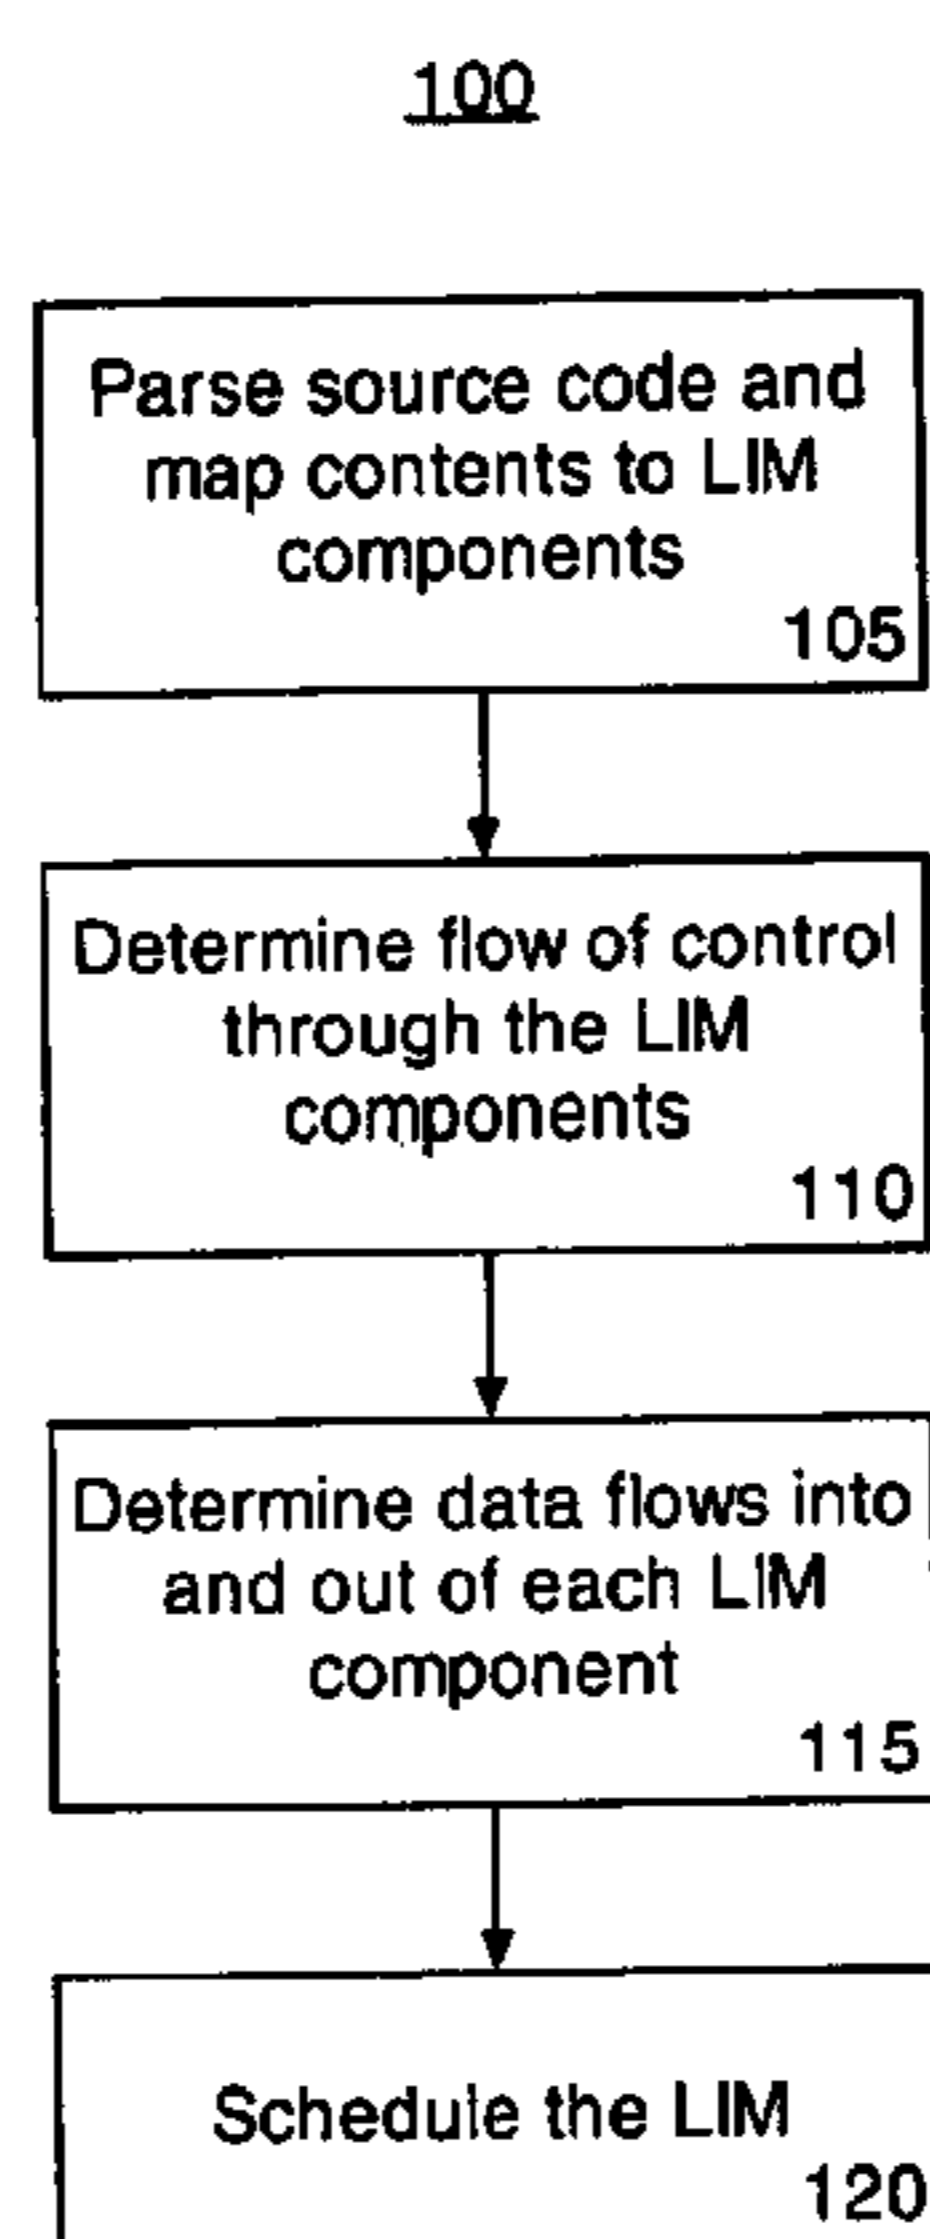 100
Parse source code and
map contents to LIM
components
105
Determine flow of control
through the LIM
components
110
Determine data flows into
and out of each LIM
component
115
Schedule the LIM
120